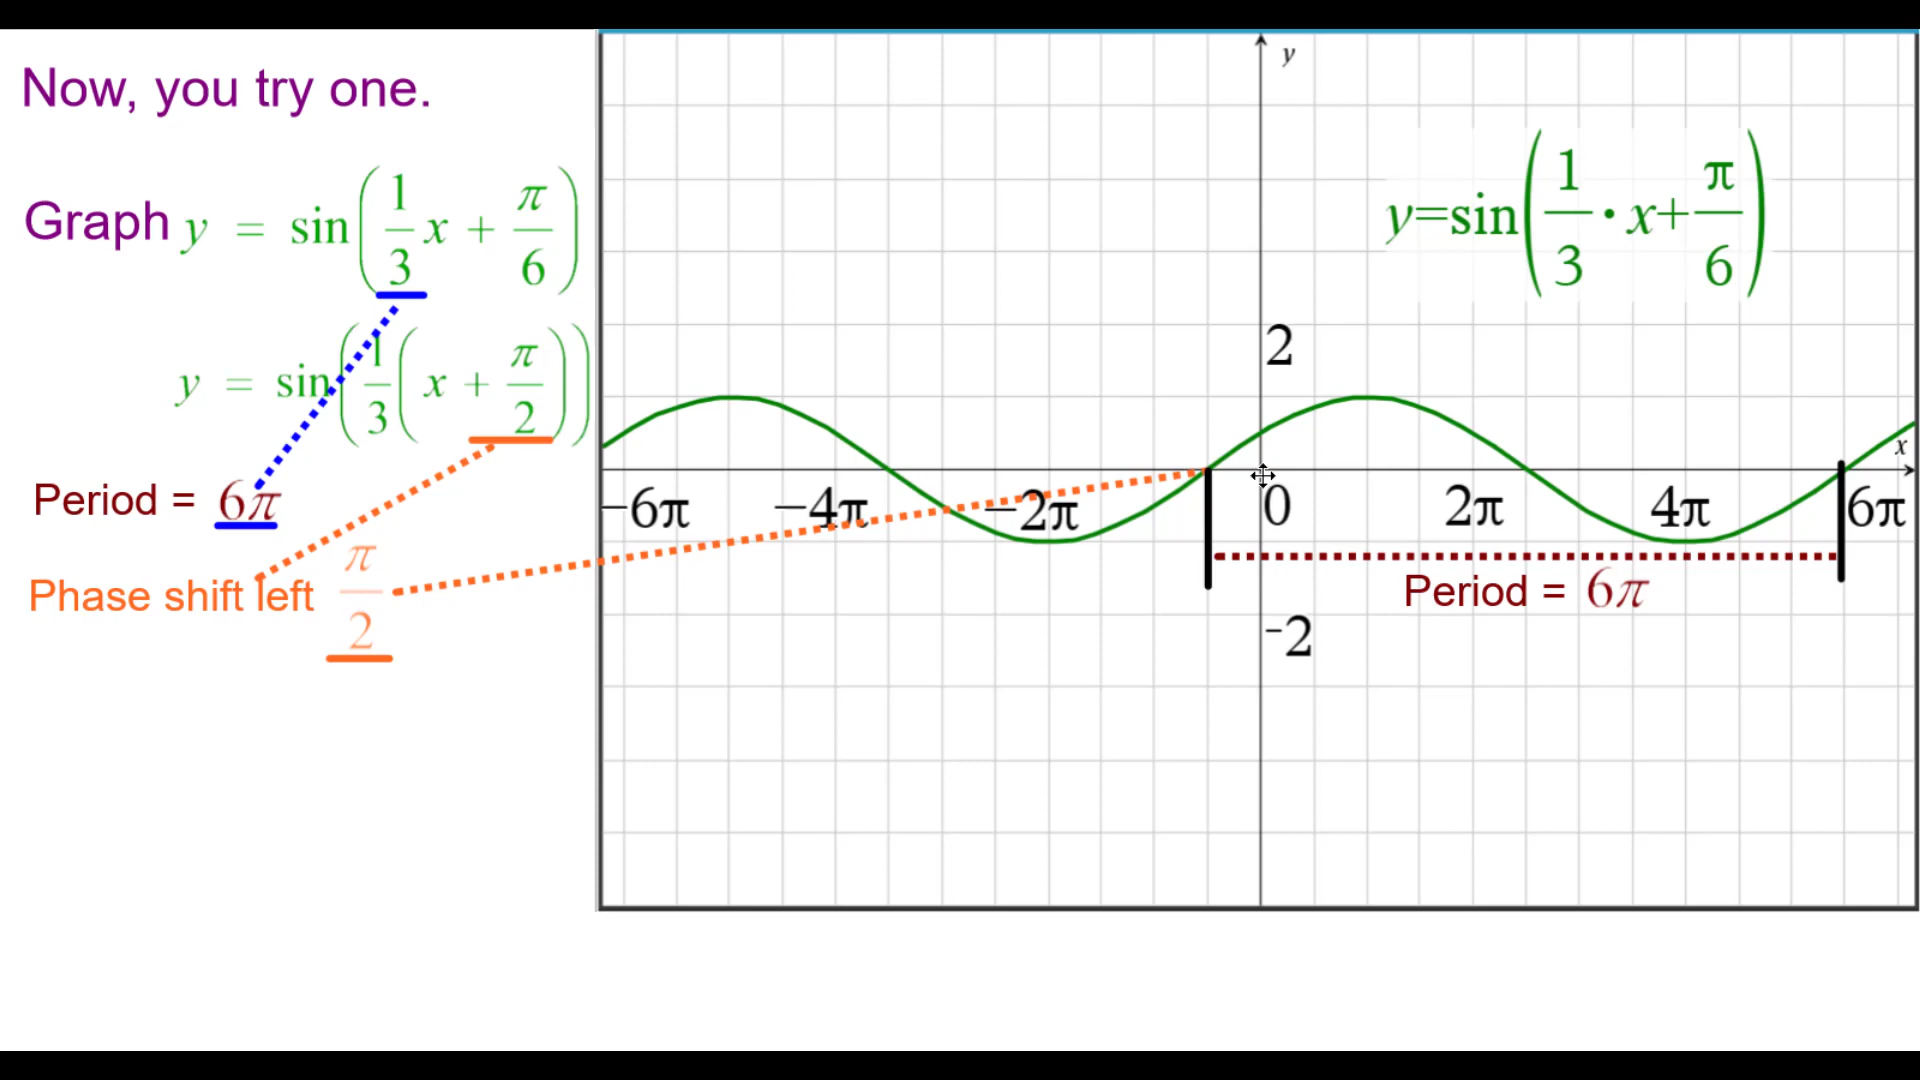 Now, you try one.
Graph y = sin(1/3 x + π/6)
y = sin(1/3(x + π/2))
Period = 6π
Phase shift left π/2
y
y=sin(1/3 · x+π/6)
2
x
−6π −4π −2π 0 2π 4π 6π
Period = 6π
-2